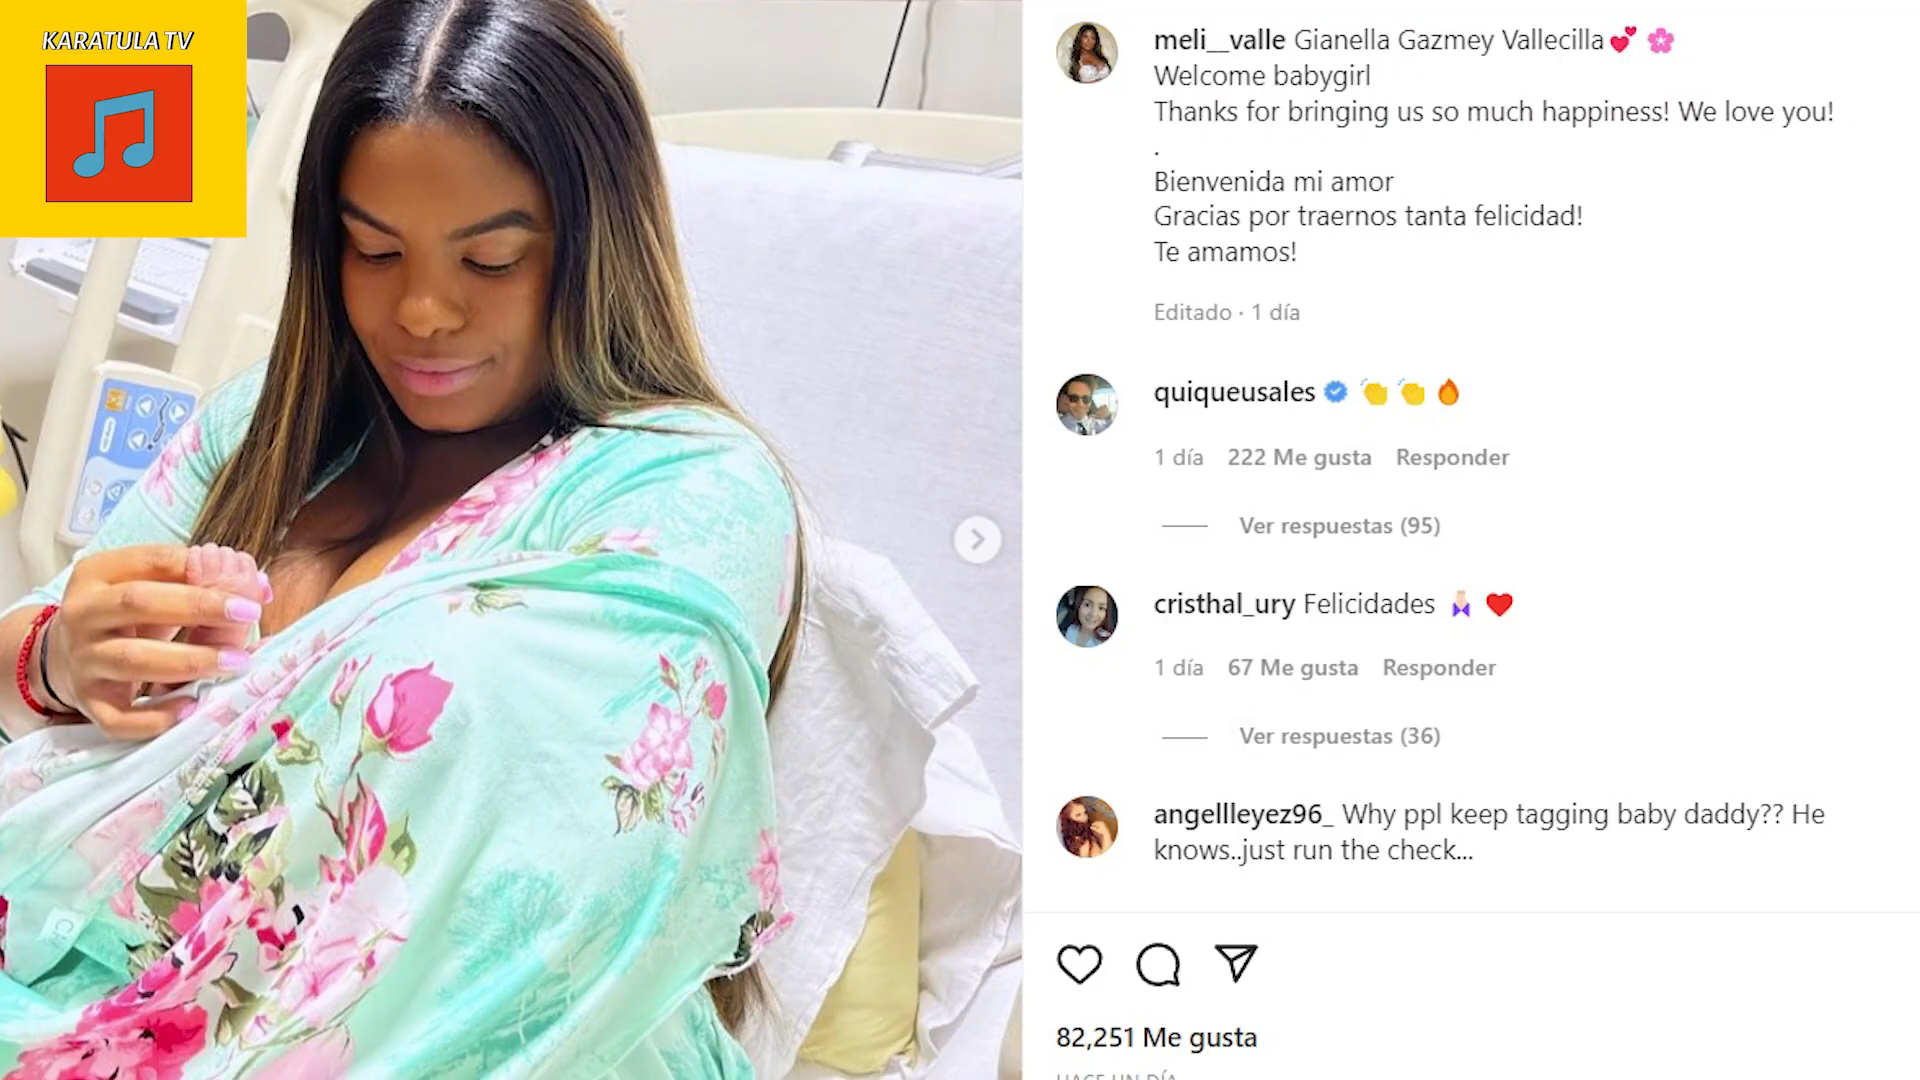 KARATULA TV
meli__valle Gianella Gazmey Vallecilla💕 🌸
Welcome babygirl
Thanks for bringing us so much happiness! We love you!
.
Bienvenida mi amor
Gracias por traernos tanta felicidad!
Te amamos!
Editado · 1 día
quiqueusales 👏 👏 🔥
1 día 222 Me gusta Responder
Ver respuestas (95)
cristhal_ury Felicidades 🙌🏻 ❤️
1 día 67 Me gusta Responder
Ver respuestas (36)
angellleyez96_ Why ppl keep tagging baby daddy?? He
knows..just run the check...
82,251 Me gusta
HACE UN DÍA